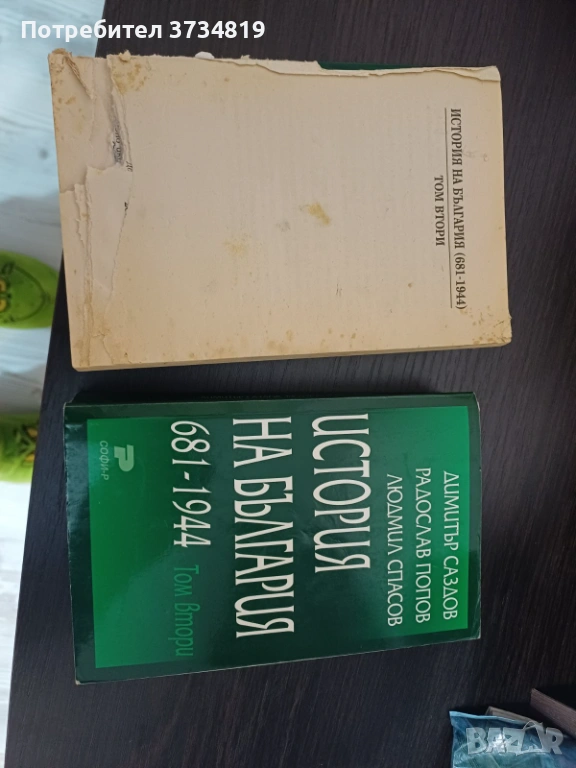 Потребител 3734819
ИСТОРИЯ НА БЪЛГАРИЯ (681-1944)
ТОМ ВТОРИ
ДИМИТЪР САЗДОВ
РАДОСЛАВ ПОПОВ
ЛЮДМИЛ СПАСОВ
ИСТОРИЯ
НА БЪЛГАРИЯ
681-1944 Том втори
СОФИ-Р
BAZAR